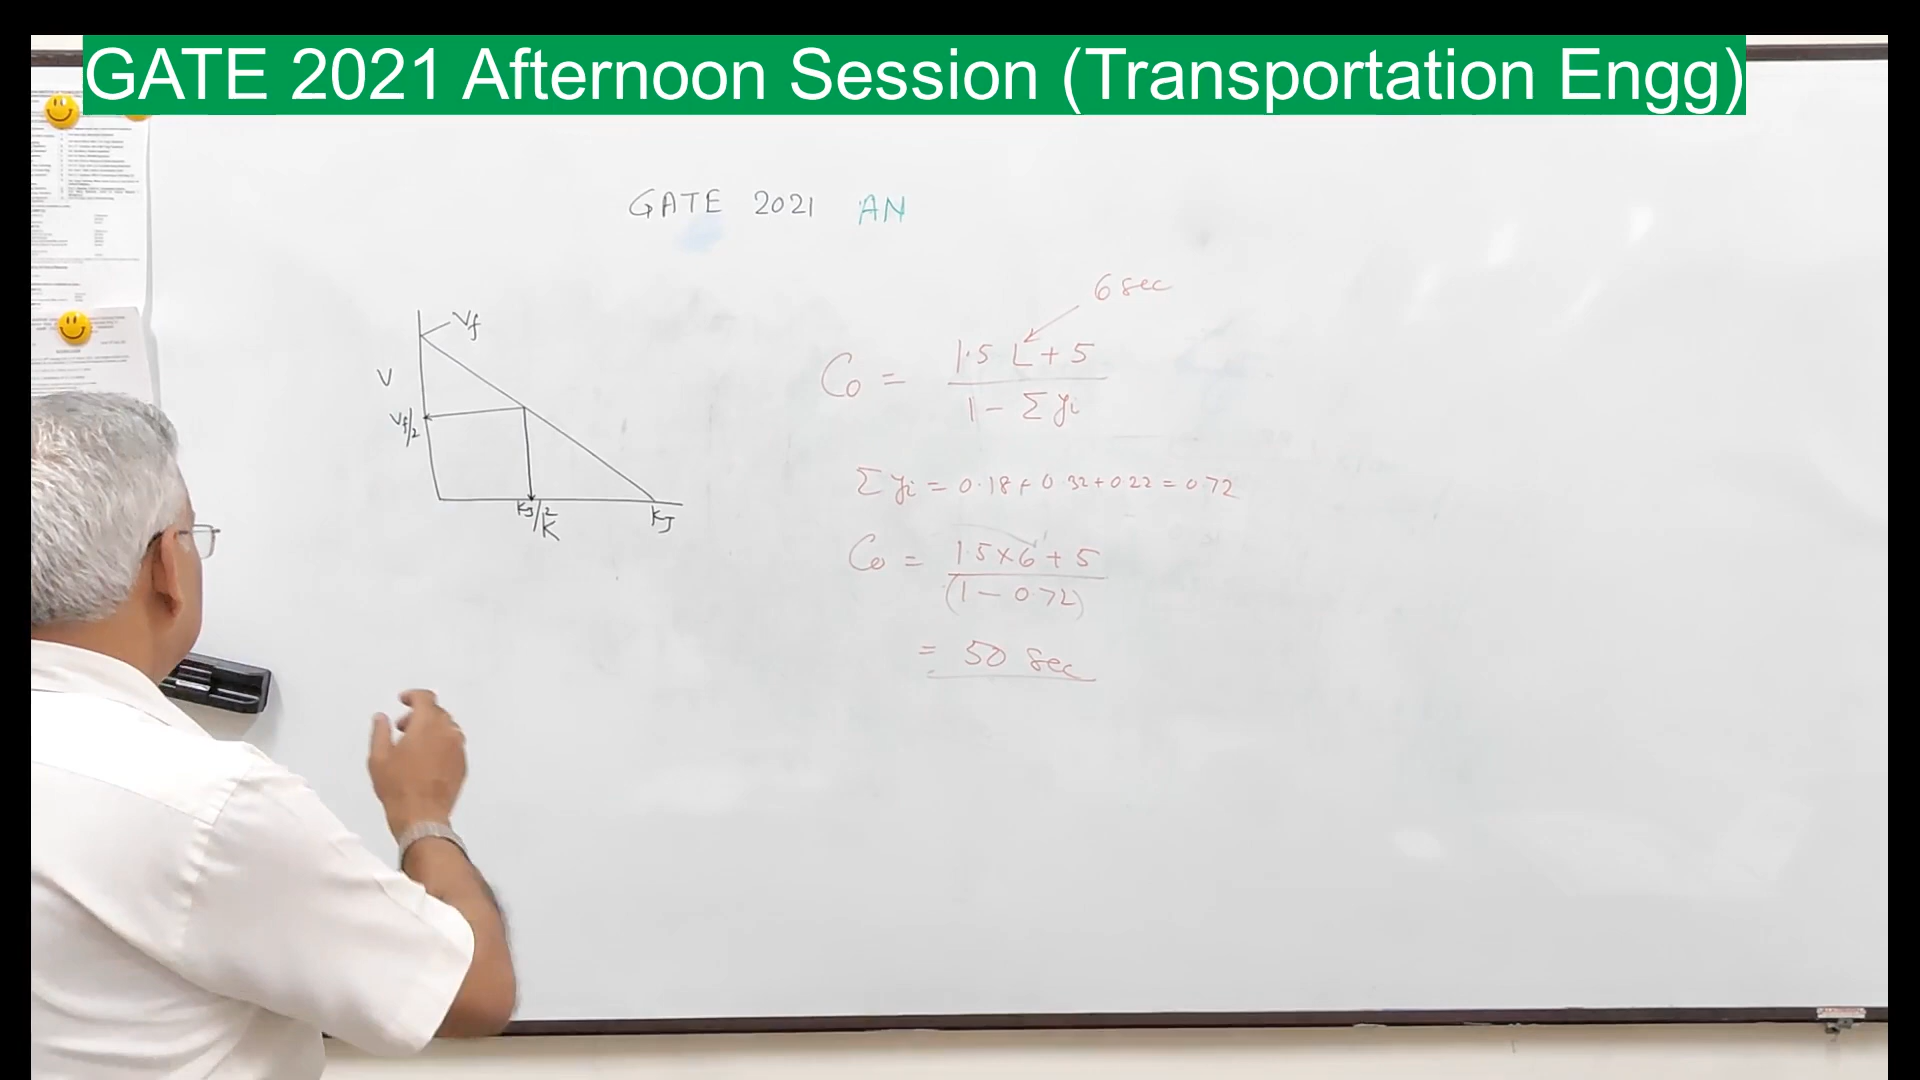 GATE 2021 Afternoon Session (Transportation Engg)
GATE 2021 AN
Vf
V
Vf/2
KJ/2
K
KJ
6 sec
Co = 1.5 L + 5
1 - Σ yi
Σ yi = 0.18 + 0.32 + 0.22 = 0.72
Co = 1.5 × 6 + 5
(1 - 0.72)
= 50 sec